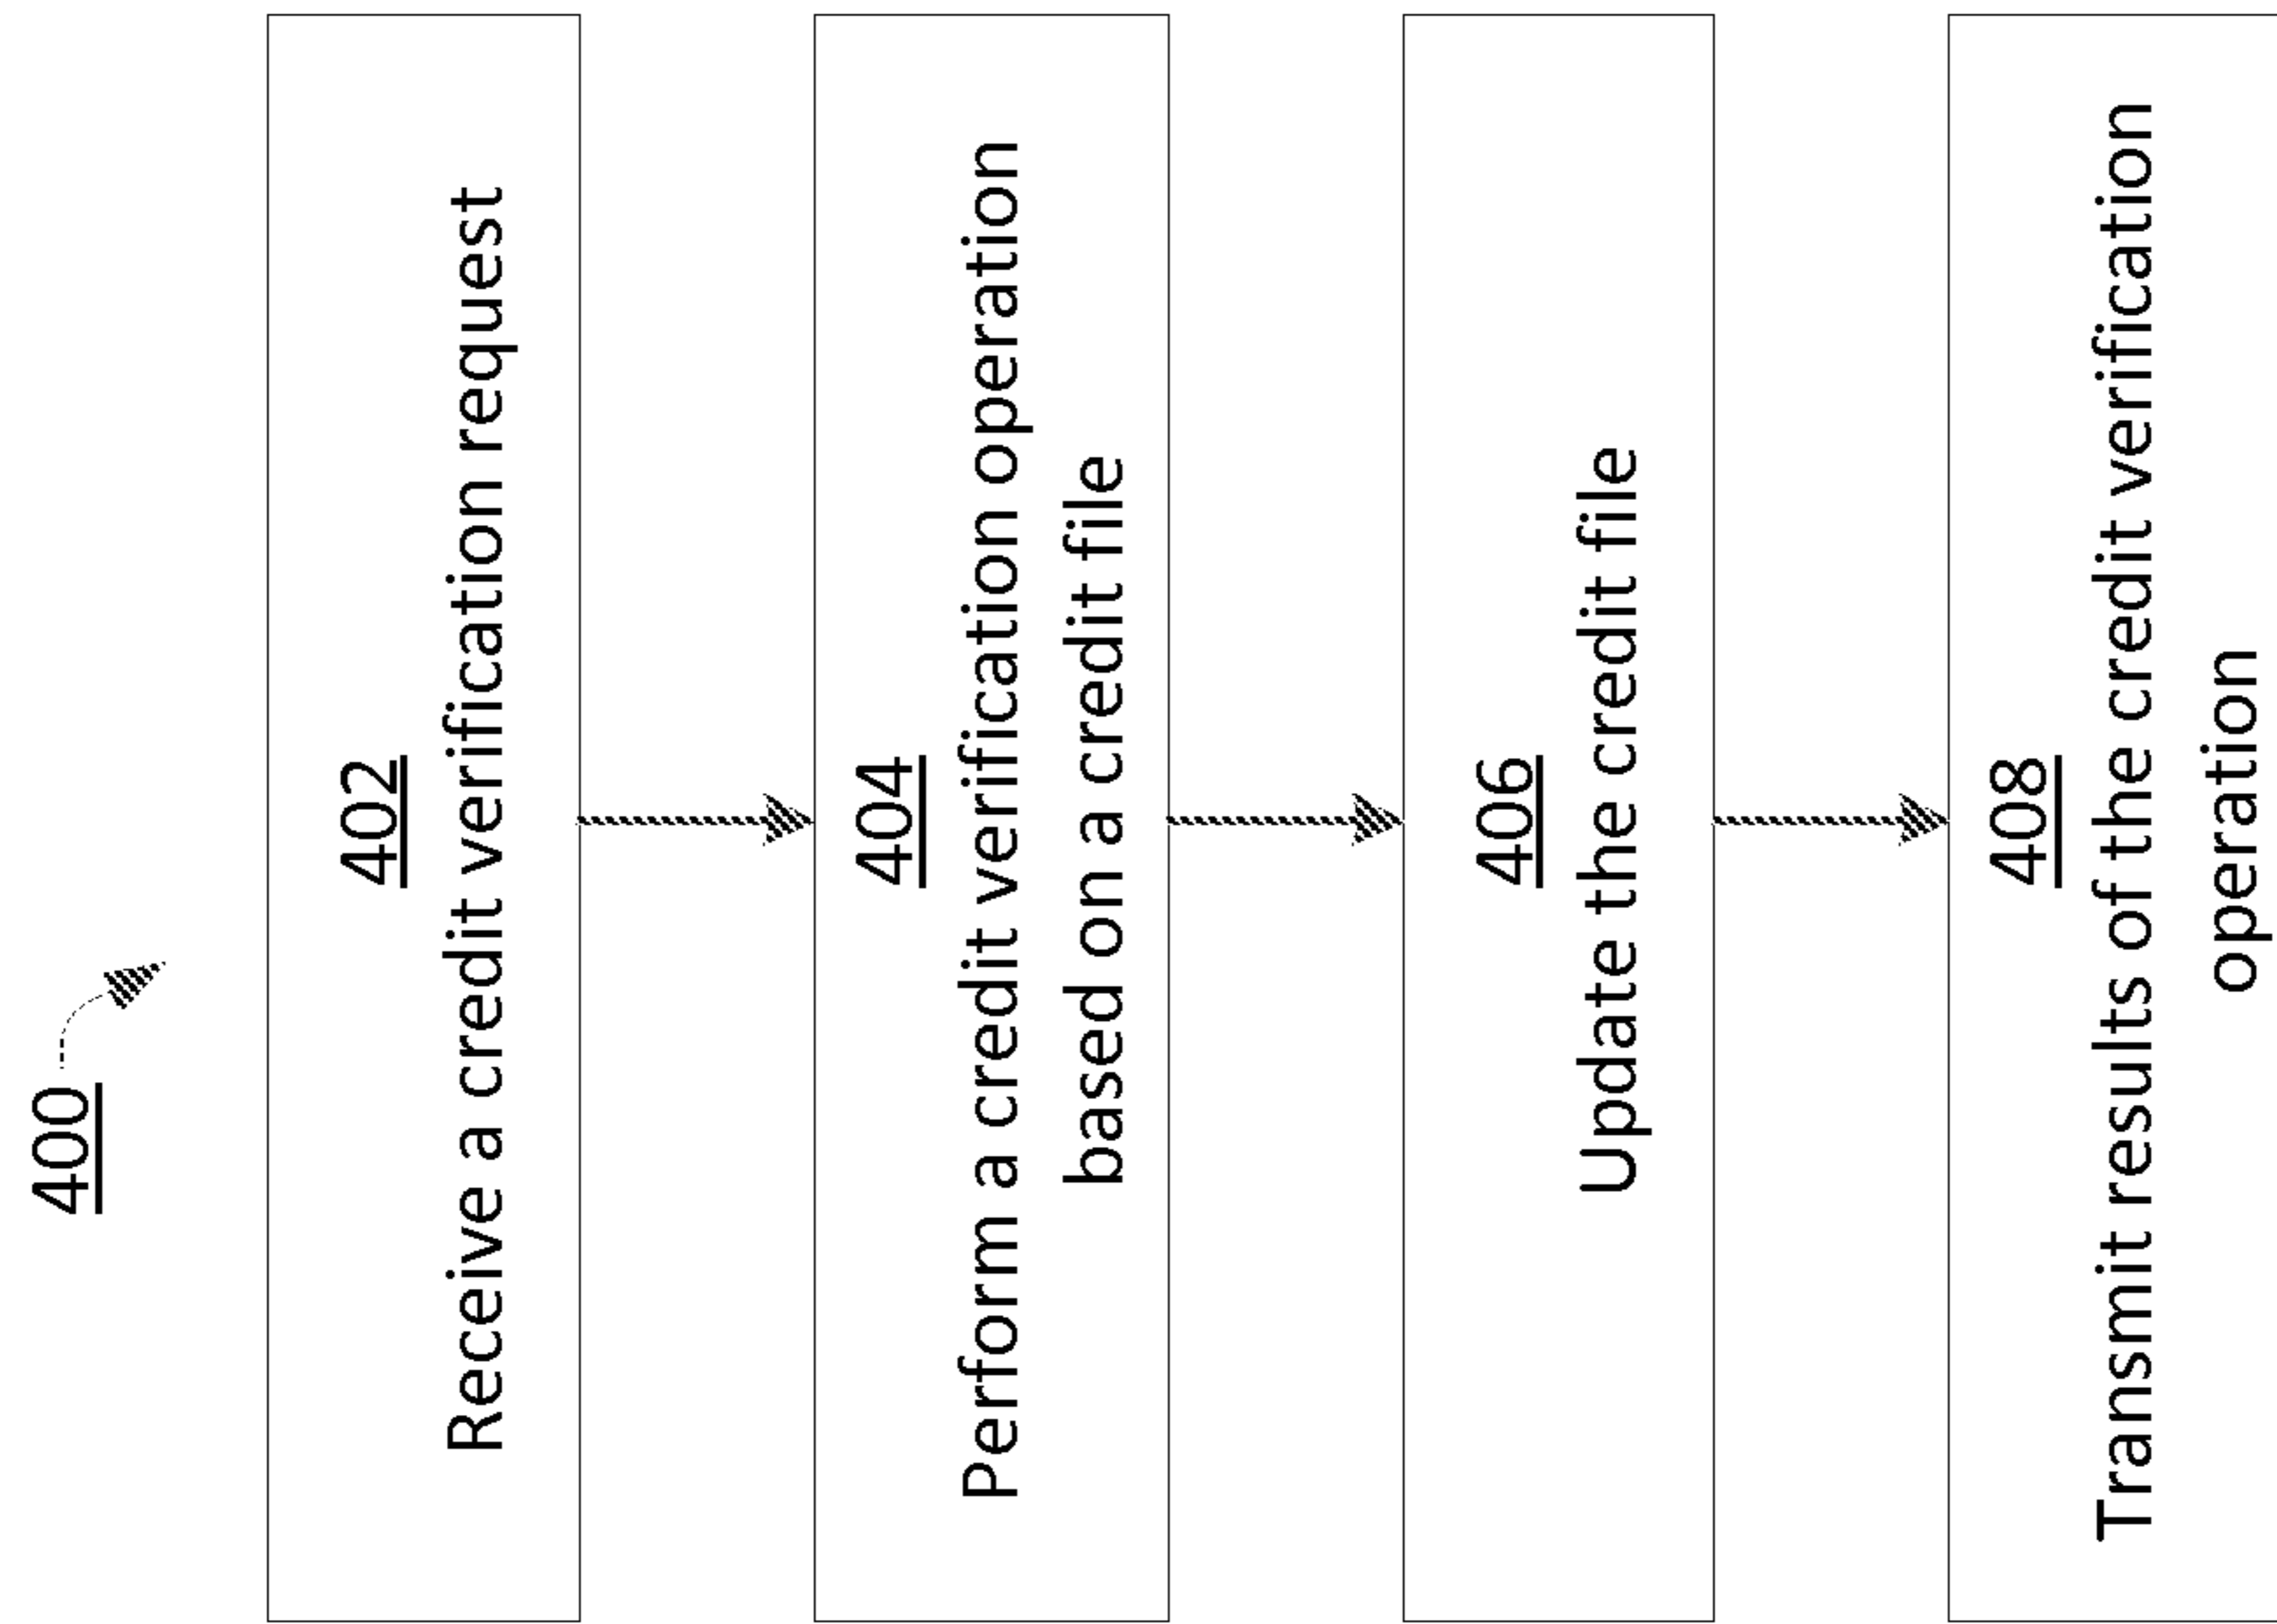 400
402
Receive a credit verification request
404
Perform a credit verification operation
based on a credit file
406
Update the credit file
408
Transmit results of the credit verification
operation